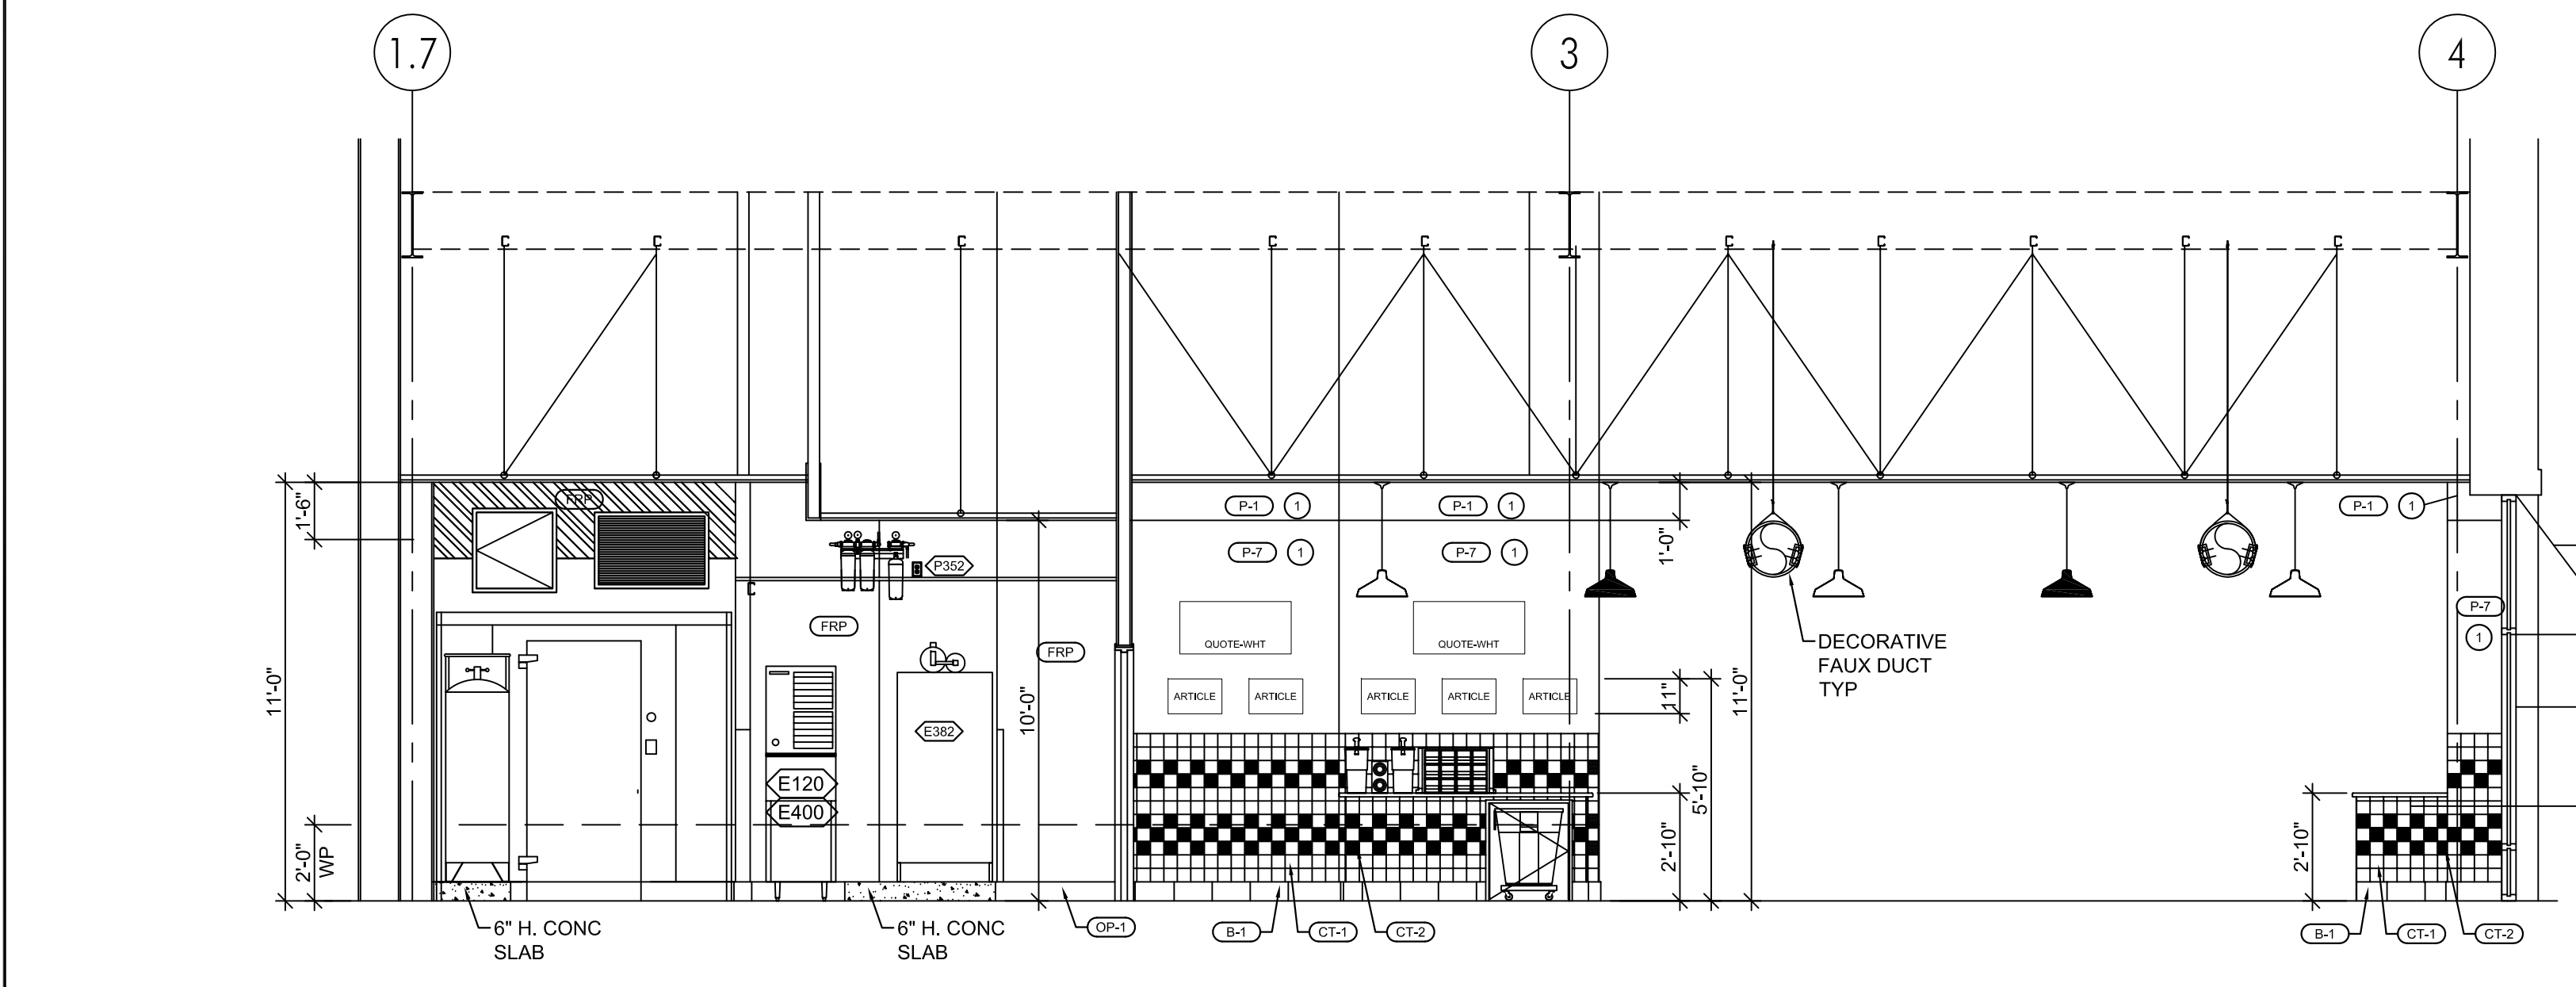 1.7
3
4
C C C C C C C C C C C
1'-6"
FRP
P-1 1 P-1 1 P-1 1
P-7 1 P-7 1
1'-0"
P352
C
FRP
FRP
P-7
1
QUOTE-WHT QUOTE-WHT
DECORATIVE
FAUX DUCT
TYP
11'-0"
10'-0"
ARTICLE ARTICLE ARTICLE ARTICLE ARTICLE
11"
11'-0"
E382
E120
E400
5'-10"
2'-0"
WP
2'-10"
2'-10"
6" H. CONC
SLAB
6" H. CONC
SLAB
OP-1
B-1 CT-1 CT-2
B-1 CT-1 CT-2